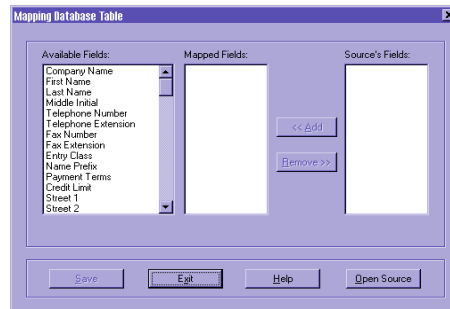 Mapping Database Table
Available Fields:
Mapped Fields:
Source's Fields:
Company Name
First Name
Last Name
Middle Initial
Telephone Number
Telephone Extension
Fax Number
Fax Extension
Entry Class
Name Prefix
Payment Terms
Credit Limit
Street 1
Street 2
<< Add
Remove >>
Save
Exit
Help
Open Source